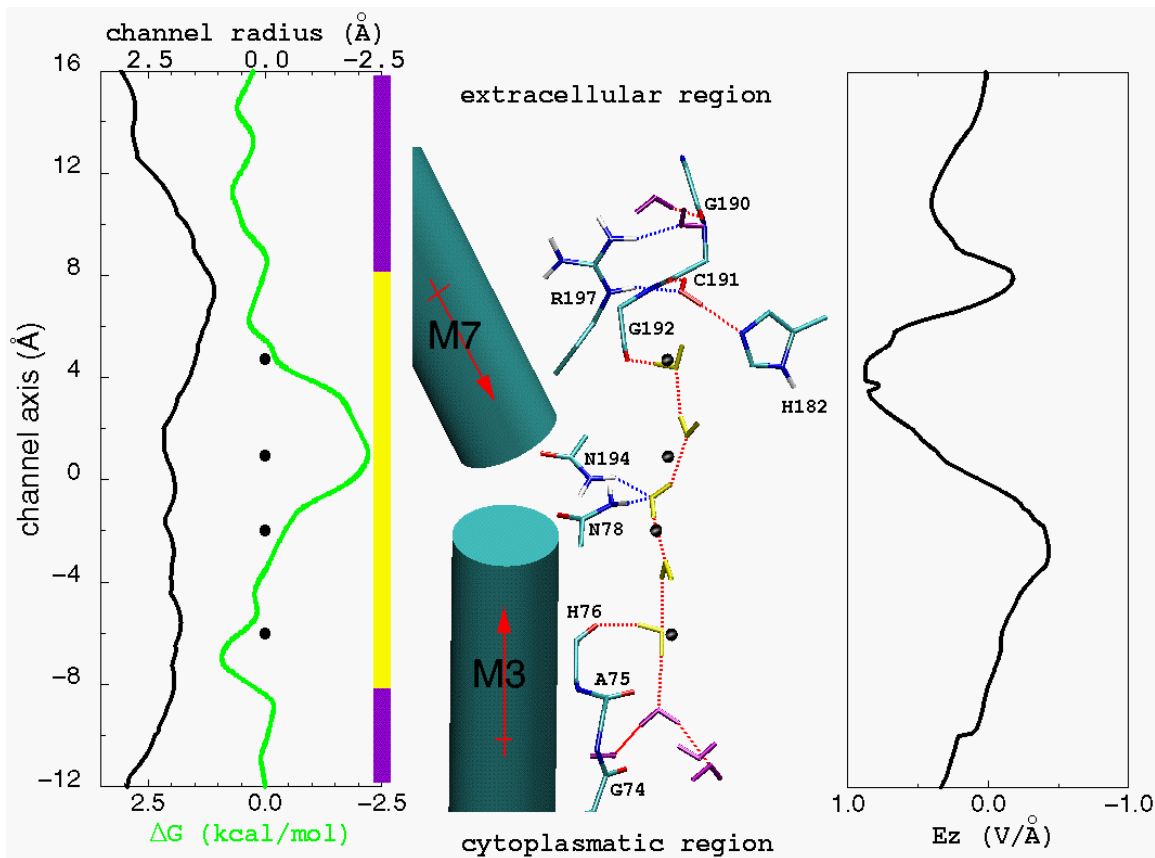 channel radius (Å)
2.5 0.0 −2.5
16
12
8
4
0
−4
−8
−12
channel axis (Å)
2.5 0.0 −2.5
ΔG (kcal/mol)
extracellular region
G190
C191
R197
G192
M7
H182
N194
N78
H76
M3
A75
G74
cytoplasmatic region
1.0 0.0 −1.0
Ez (V/Å)